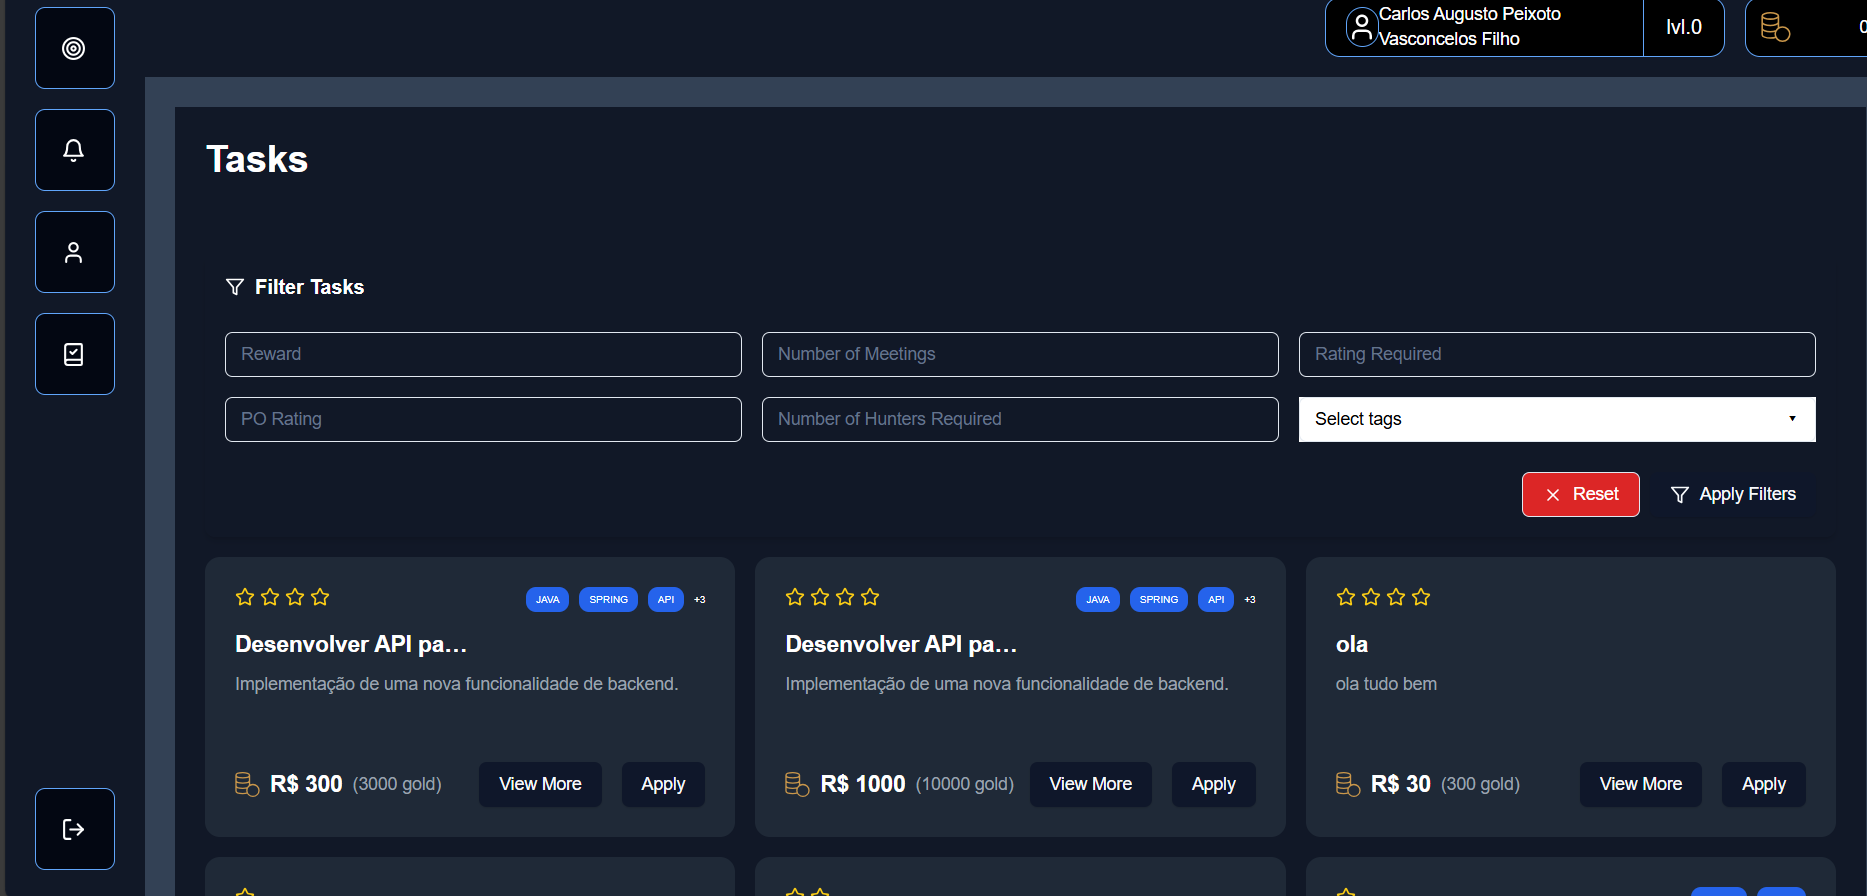 Carlos Augusto Peixoto
Vasconcelos Filho
lvl.0
Tasks
Filter Tasks
Reward
Number of Meetings
Rating Required
PO Rating
Number of Hunters Required
Select tags
Reset
Apply Filters
JAVA SPRING API +3
Desenvolver API pa...
Implementação de uma nova funcionalidade de backend.
R$ 300 (3000 gold) View More Apply
JAVA SPRING API +3
Desenvolver API pa...
Implementação de uma nova funcionalidade de backend.
R$ 1000 (10000 gold) View More Apply
ola
ola tudo bem
R$ 30 (300 gold) View More Apply